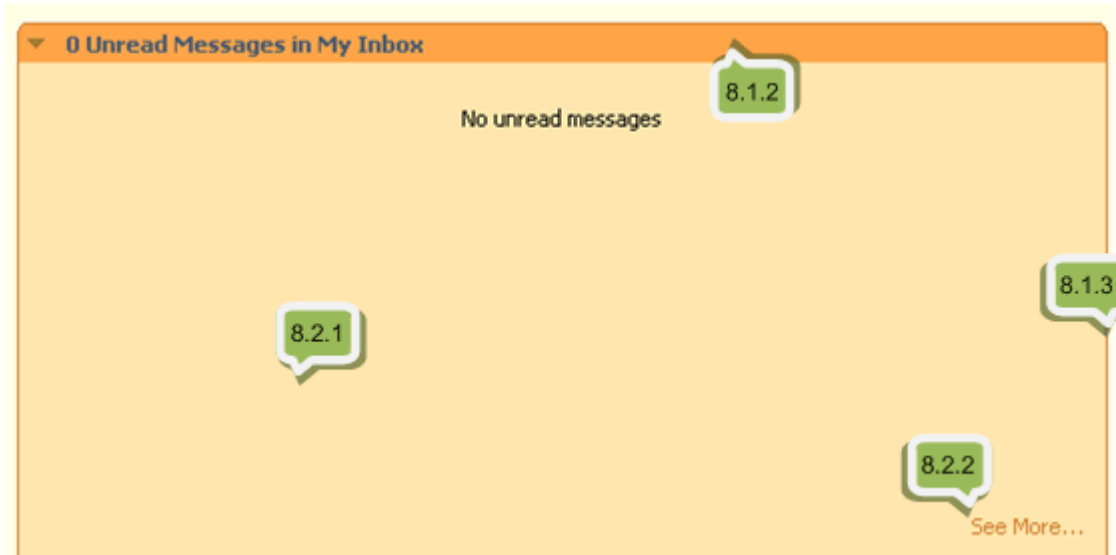 0 Unread Messages in My Inbox
8.1.2
No unread messages
8.1.3
8.2.1
8.2.2
See More...